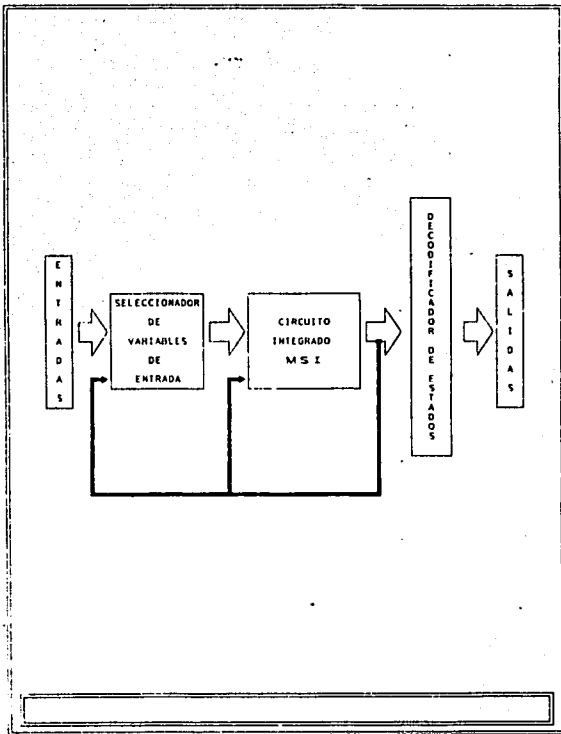 ENTRADAS
SELECCIONADOR
DE
VARIABLES
DE
ENTRADA
CIRCUITO
INTEGRADO
MSI
DECODIFICADOR DE ESTADOS
SALIDAS